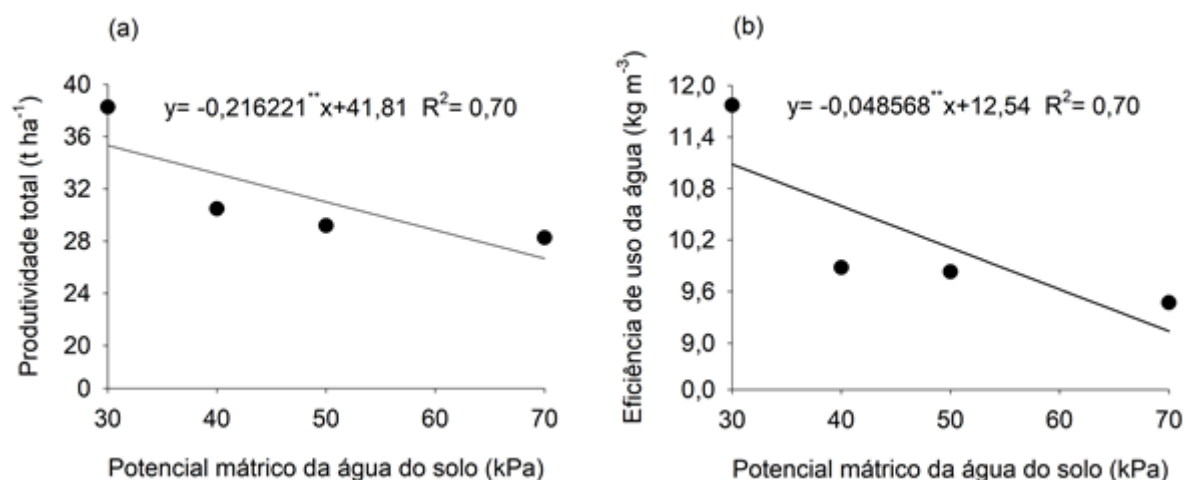 (a)
Produtividade total (t ha⁻¹)
y= -0,216221**x+41,81 R²= 0,70
40
36
32
28
24
20
0
30 40 50 60 70
Potencial mátrico da água do solo (kPa)
(b)
Eficiência de uso da água (kg m⁻³)
y= -0,048568**x+12,54 R²= 0,70
12,0
11,4
10,8
10,2
9,6
9,0
0,0
30 40 50 60 70
Potencial mátrico da água do solo (kPa)